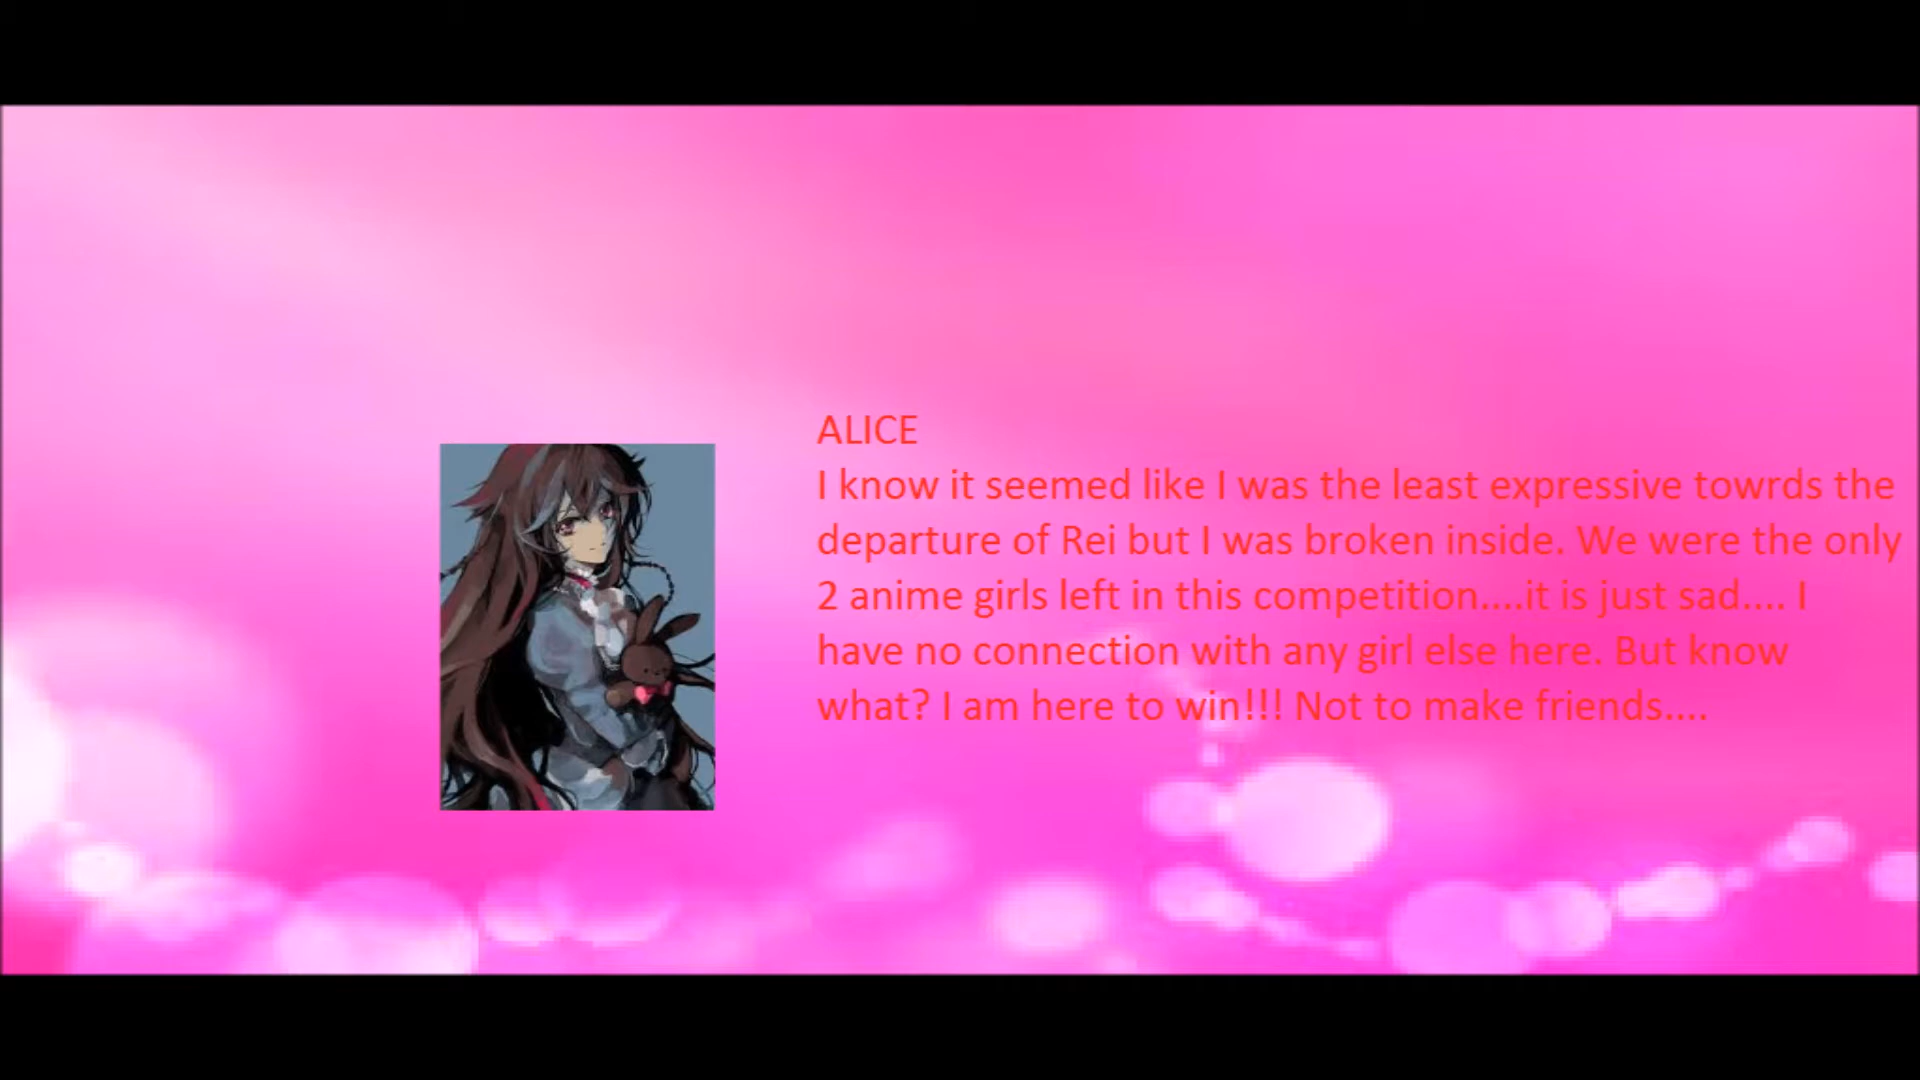 ALICE
I know it seemed like I was the least expressive towrds the
departure of Rei but I was broken inside. We were the only
2 anime girls left in this competition....it is just sad.... I
have no connection with any girl else here. But know
what? I am here to win!!! Not to make friends....